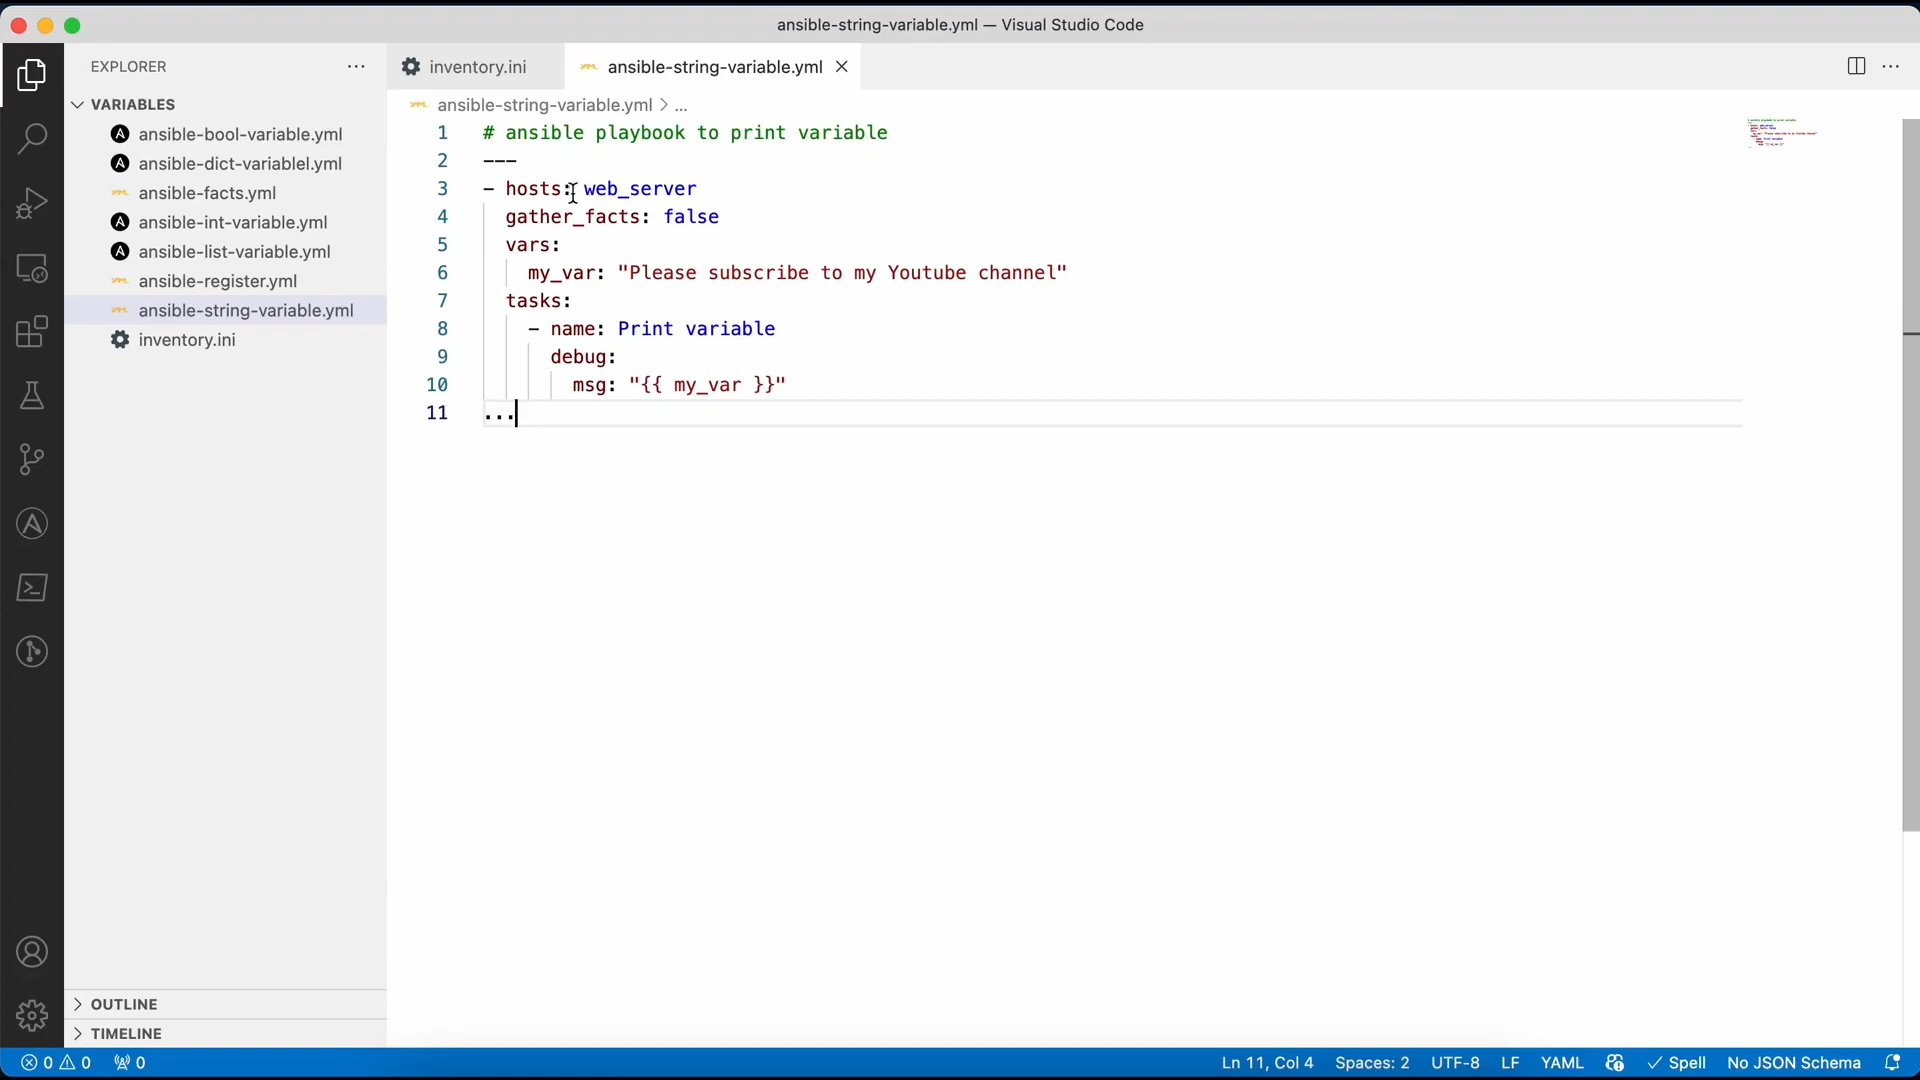 ansible-string-variable.yml — Visual Studio Code
EXPLORER
VARIABLES
ansible-bool-variable.yml
ansible-dict-variablel.yml
ansible-facts.yml
ansible-int-variable.yml
ansible-list-variable.yml
ansible-register.yml
ansible-string-variable.yml
inventory.ini
OUTLINE
TIMELINE
inventory.ini
ansible-string-variable.yml
ansible-string-variable.yml > ...
1 # ansible playbook to print variable
2 ---
3 - hosts: web_server
4 gather_facts: false
5 vars:
6 my_var: "Please subscribe to my Youtube channel"
7 tasks:
8 - name: Print variable
9 debug:
10 msg: "{{ my_var }}"
11 ...
0 0 0 Ln 11, Col 4 Spaces: 2 UTF-8 LF YAML Spell No JSON Schema